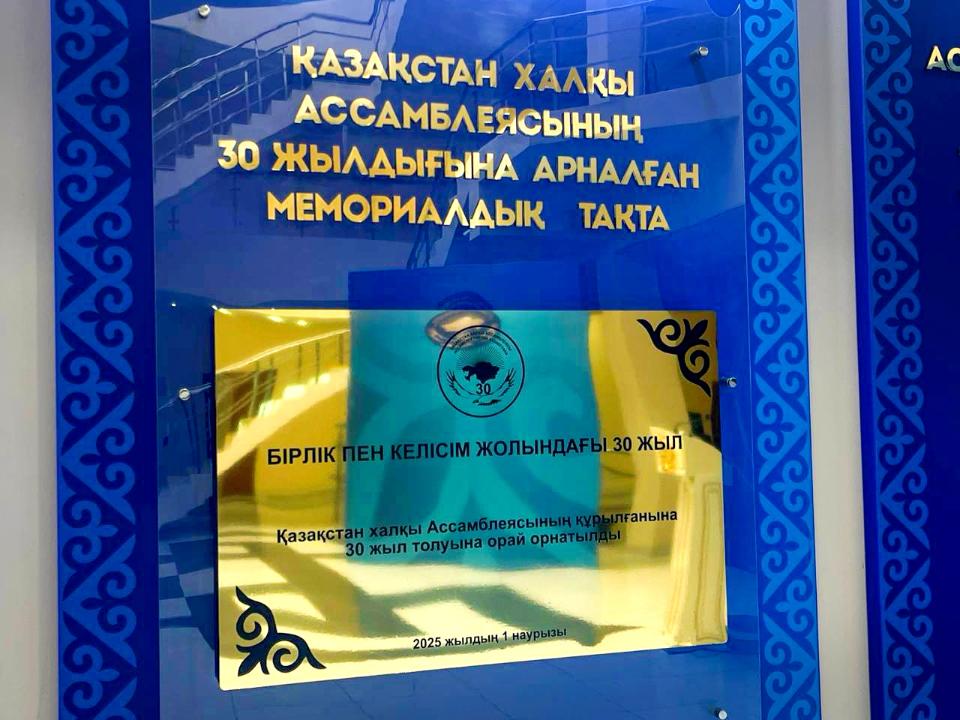 ҚАЗАҚСТАН ХАЛҚЫ
АССАМБЛЕЯСЫНЫҢ
30 ЖЫЛДЫҒЫНА АРНАЛҒАН
МЕМОРИАЛДЫҚ ТАҚТА
30
БІРЛІК ПЕН КЕЛІСІМ ЖОЛЫНДАҒЫ 30 ЖЫЛ
Қазақстан халқы Ассамблеясының құрылғанына
30 жыл толуына орай орнатылды
2025 жылдың 1 наурызы